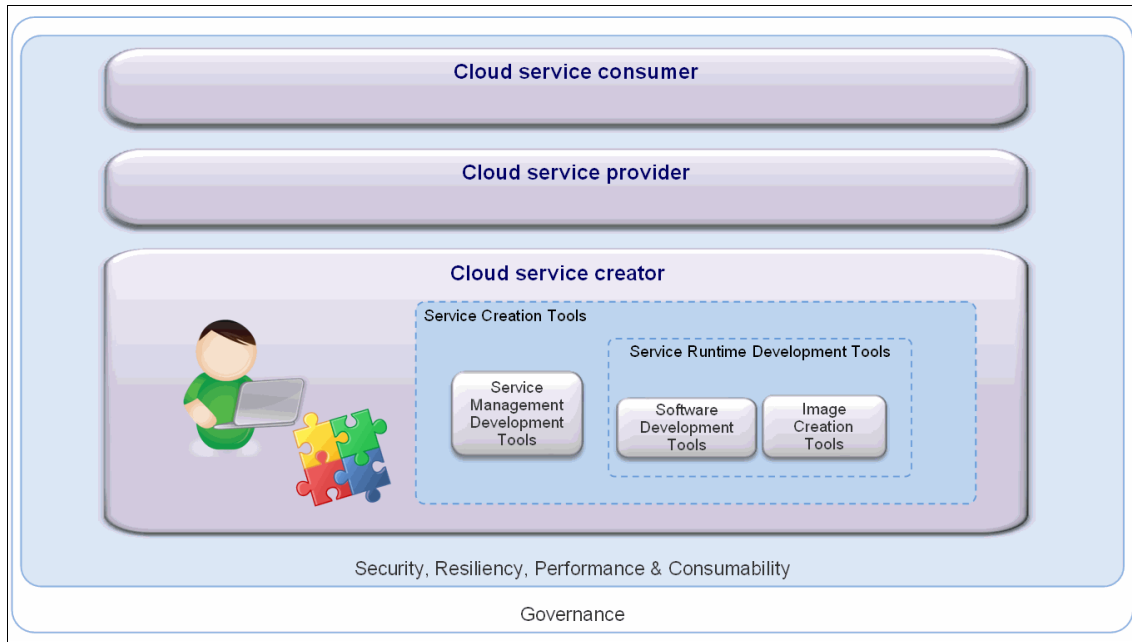 Cloud service consumer
Cloud service provider
Cloud service creator
Service Creation Tools
Service Runtime Development Tools
Service
Management
Development
Tools
Software
Development
Tools
Image
Creation
Tools
Security, Resiliency, Performance & Consumability
Governance